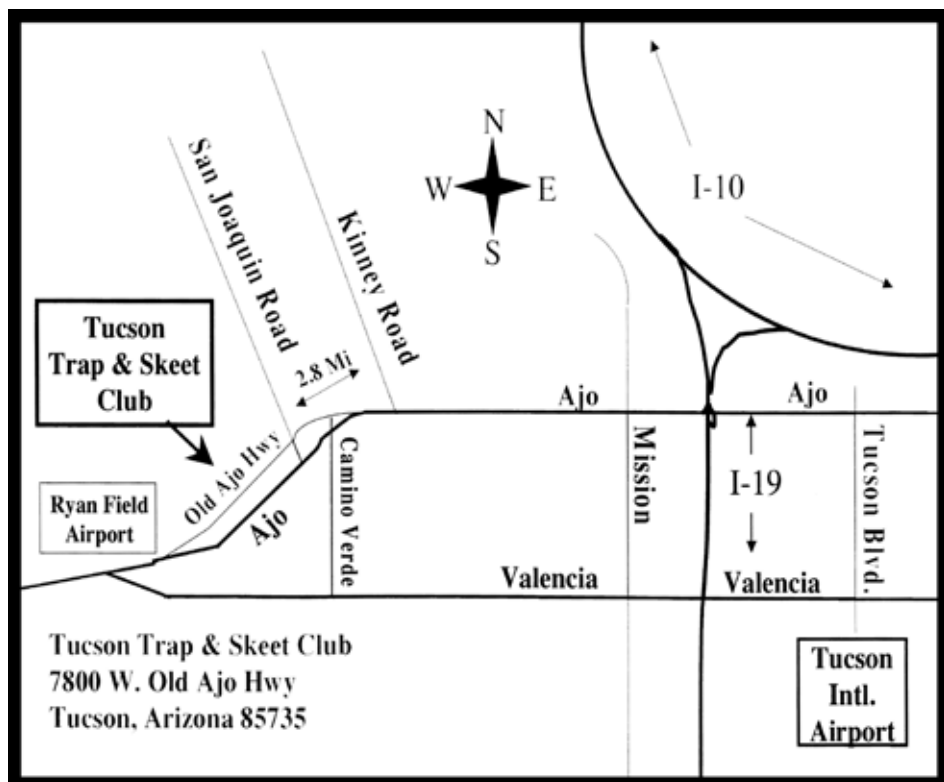 N
W E
S
I-10
San Joaquin Road
Kinney Road
Tucson
Trap & Skeet
Club
2.8 Mi
Ajo
Ajo
Old Ajo Hwy
Ajo
Camino Verde
Mission
I-19
Tucson Blvd.
Ryan Field
Airport
Valencia
Valencia
Tucson Trap & Skeet Club
7800 W. Old Ajo Hwy
Tucson, Arizona 85735
Tucson
Intl.
Airport